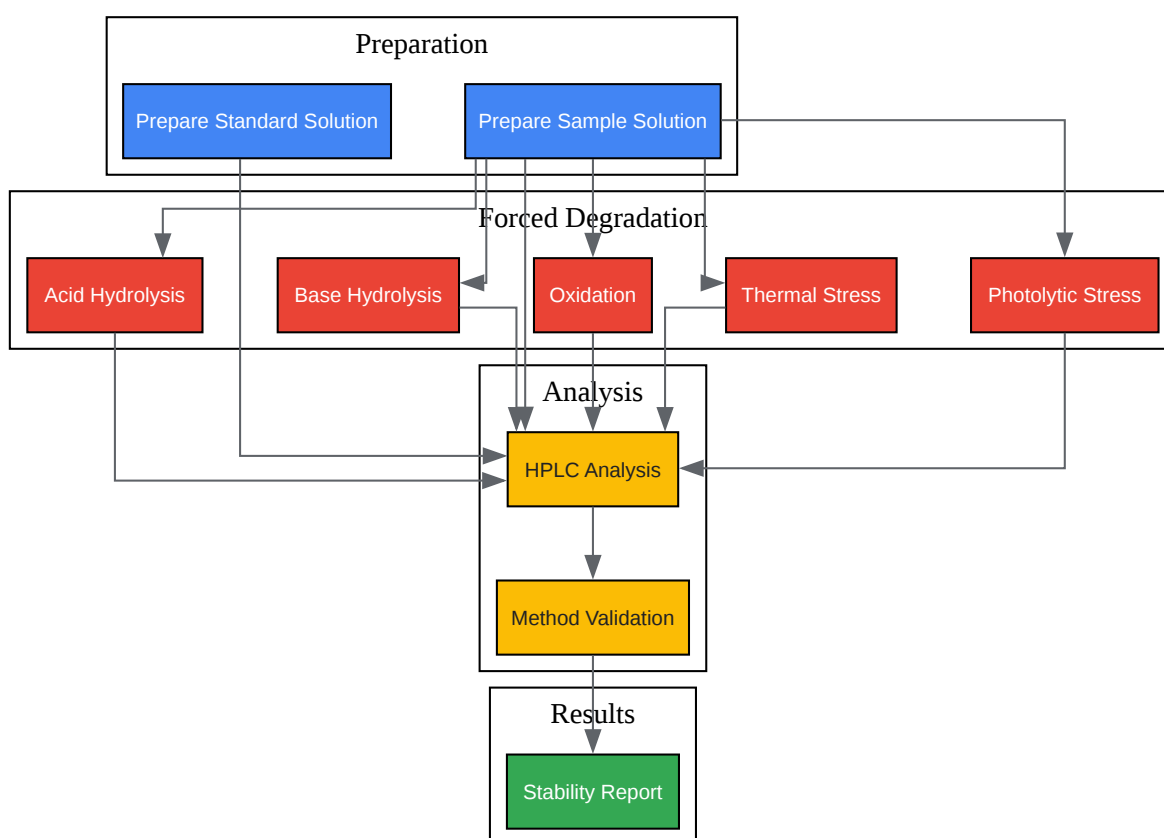 Preparation
Prepare Standard Solution
Prepare Sample Solution
Forced Degradation
Acid Hydrolysis
Base Hydrolysis
Oxidation
Thermal Stress
Photolytic Stress
Analysis
HPLC Analysis
Method Validation
Results
Stability Report